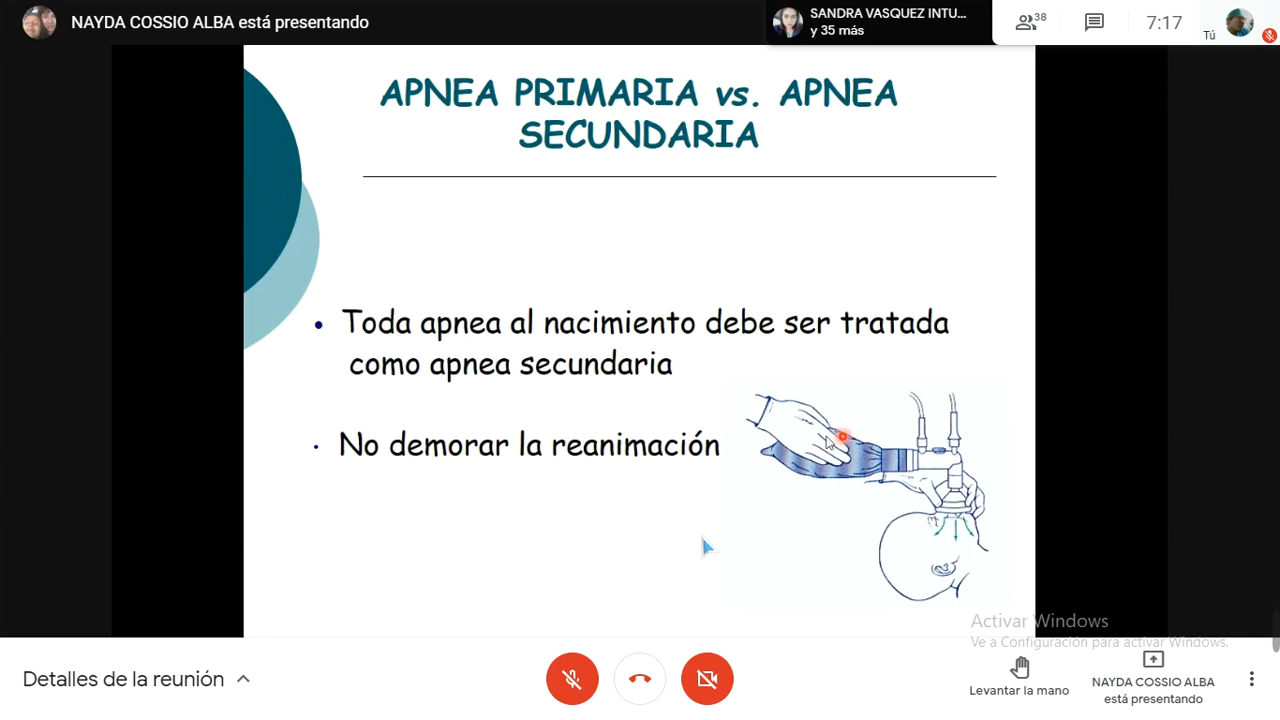 NAYDA COSSIO ALBA está presentando
SANDRA VASQUEZ INTU...
y 35 más
38
7:17
Tú
APNEA PRIMARIA vs. APNEA
SECUNDARIA
• Toda apnea al nacimiento debe ser tratada
como apnea secundaria
• No demorar la reanimación
Activar Windows
Ve a Configuración para activar Windows.
Detalles de la reunión
Levantar la mano
NAYDA COSSIO ALBA
está presentando